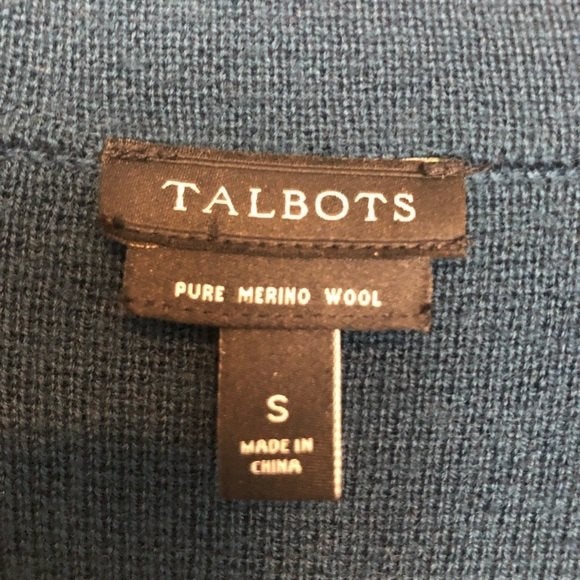 TALBOTS
PURE MERINO WOOL
S
MADE IN
CHINA